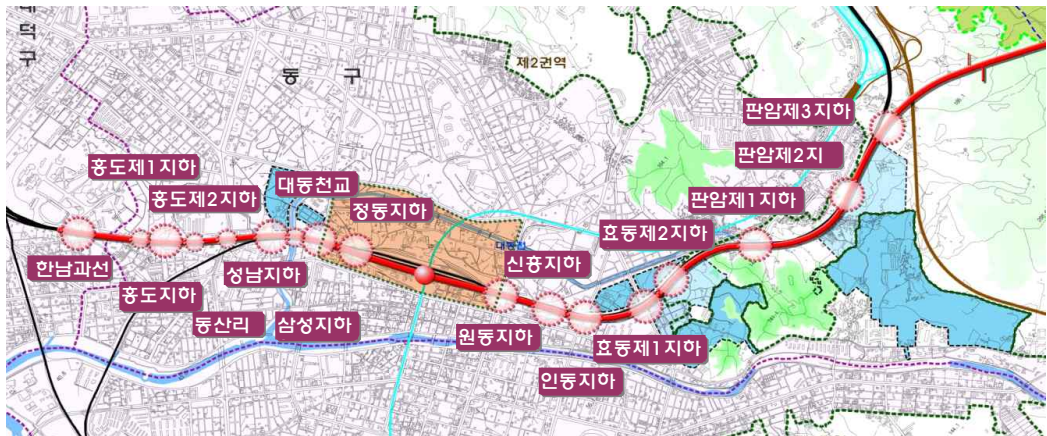 대덕구
동 구
제2권역
판암제3지하
판암제2지
홍도제1지하
홍도제2지하
대동천교
정동지하
판암제1지하
효동제2지하
대동천
신흥지하
한남과선
홍도지하
성남지하
동산리
삼성지하
원동지하
효동제1지하
인동지하